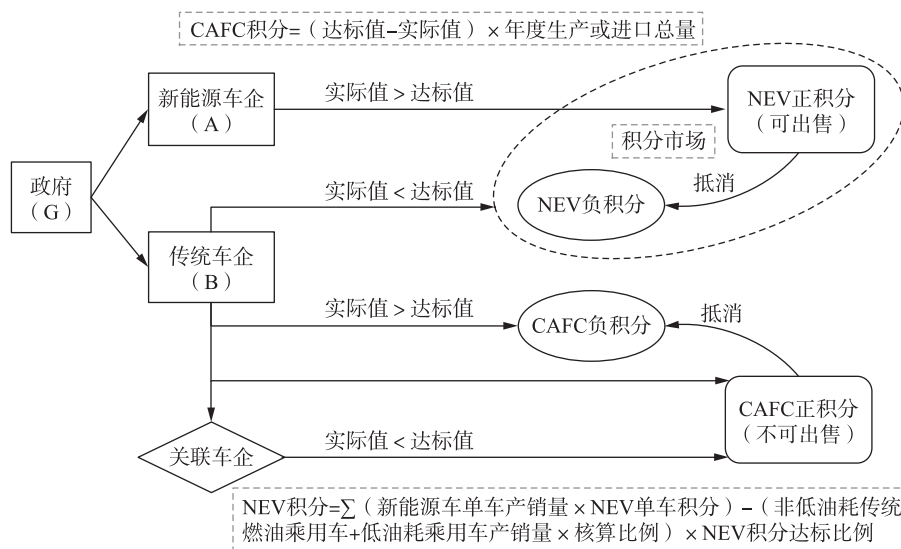 CAFC积分=（达标值–实际值）×年度生产或进口总量
新能源车企
（A）
实际值>达标值
NEV正积分
（可出售）
积分市场
政府
（G）
实际值<达标值
抵消
NEV负积分
传统车企
（B）
实际值>达标值
CAFC负积分
抵消
CAFC正积分
（不可出售）
关联车企
实际值<达标值
NEV积分=∑（新能源车单车产销量×NEV单车积分）–（非低油耗传统
燃油乘用车+低油耗乘用车产销量×核算比例）×NEV积分达标比例